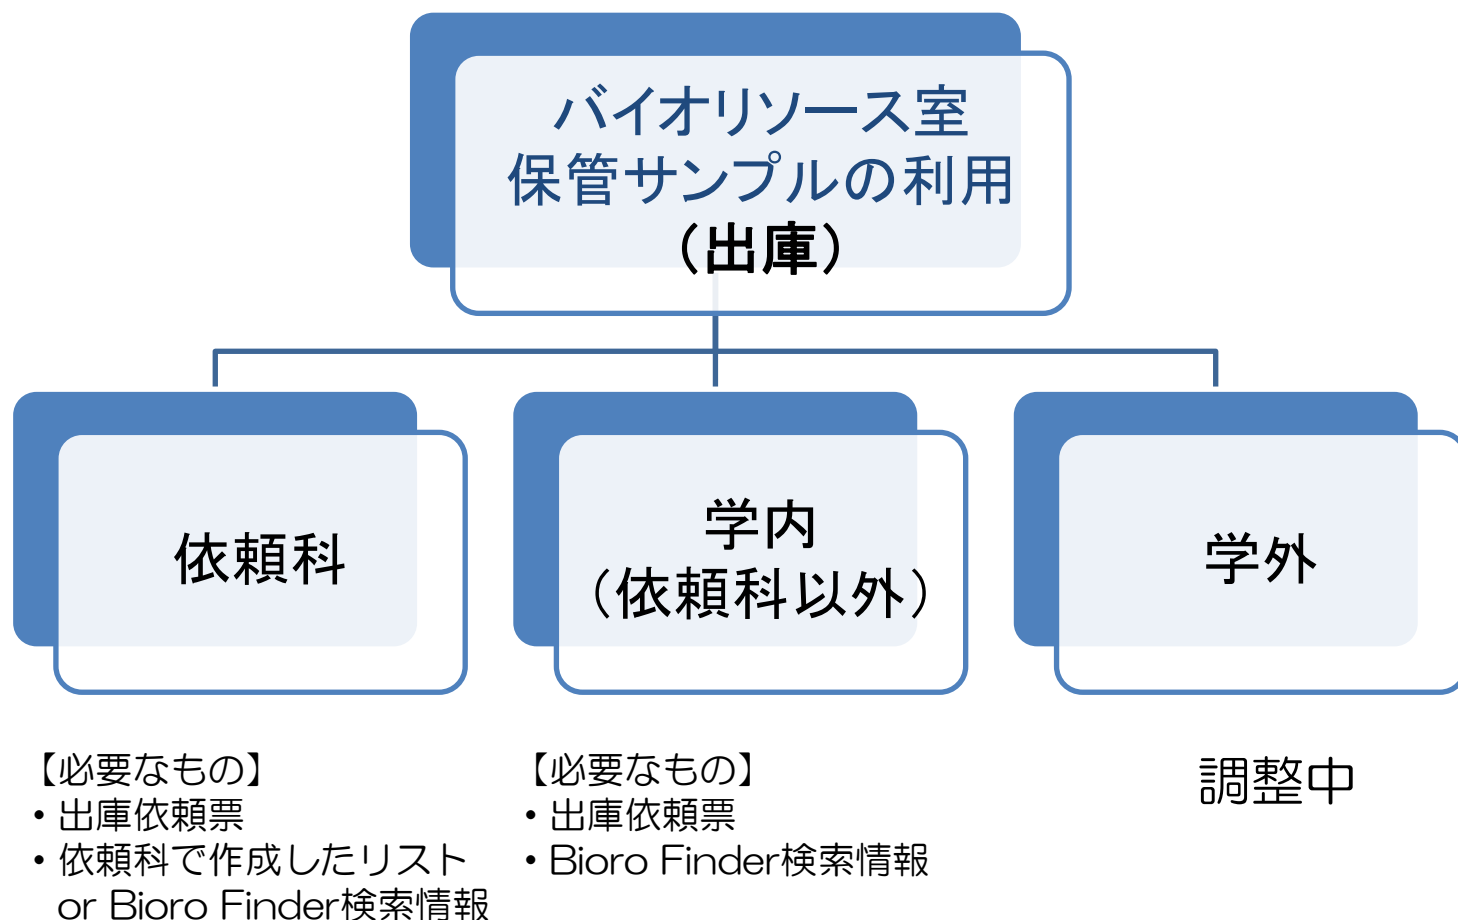 バイオリソース室
保管サンプルの利用
（出庫）
依頼科
学内
（依頼科以外）
学外
【必要なもの】
・出庫依頼票
・依頼科で作成したリスト
or Bioro Finder検索情報
【必要なもの】
・出庫依頼票
・Bioro Finder検索情報
調整中